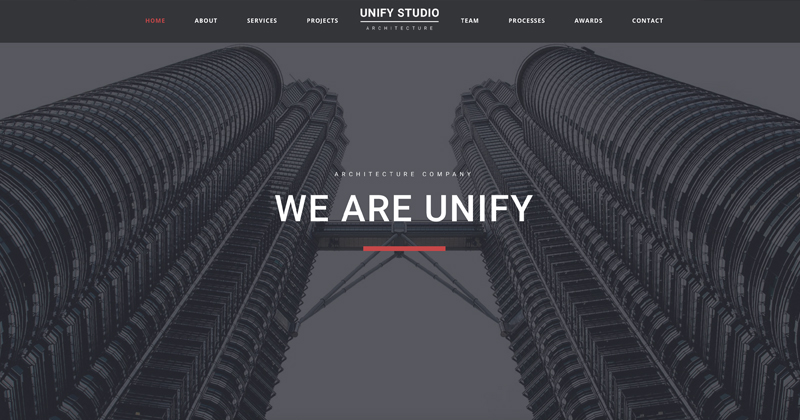 HOME ABOUT SERVICES PROJECTS UNIFY STUDIO TEAM PROCESSES AWARDS CONTACT
ARCHITECTURE
ARCHITECTURE COMPANY
WE ARE UNIFY